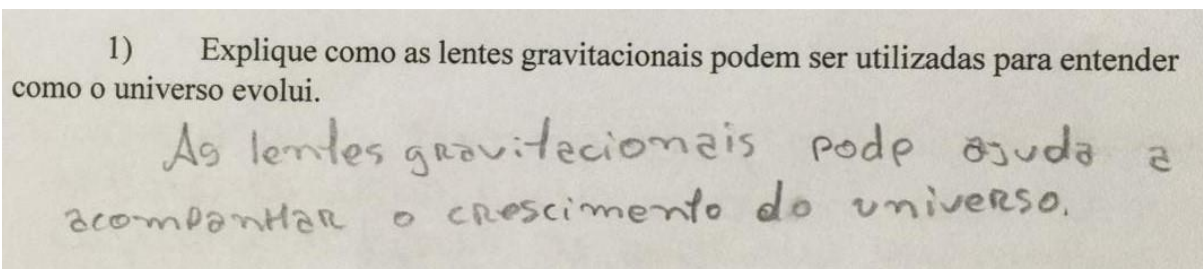 1) Explique como as lentes gravitacionais podem ser utilizadas para entender
como o universo evolui.
As lentes gravitacionais pode ajuda a
acompanhar o crescimento do universo.